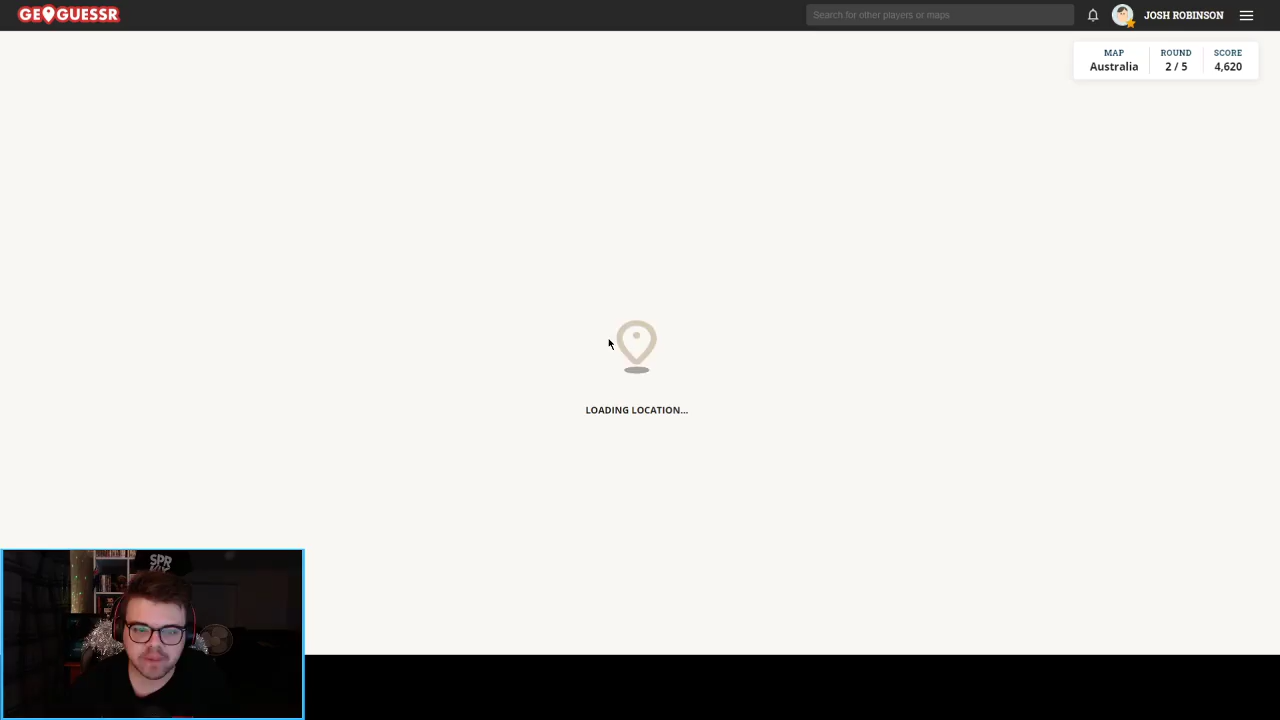 GEOGUESSR
Search for other players or maps
JOSH ROBINSON
MAP ROUND SCORE
Australia 2 / 5 4,620
LOADING LOCATION...